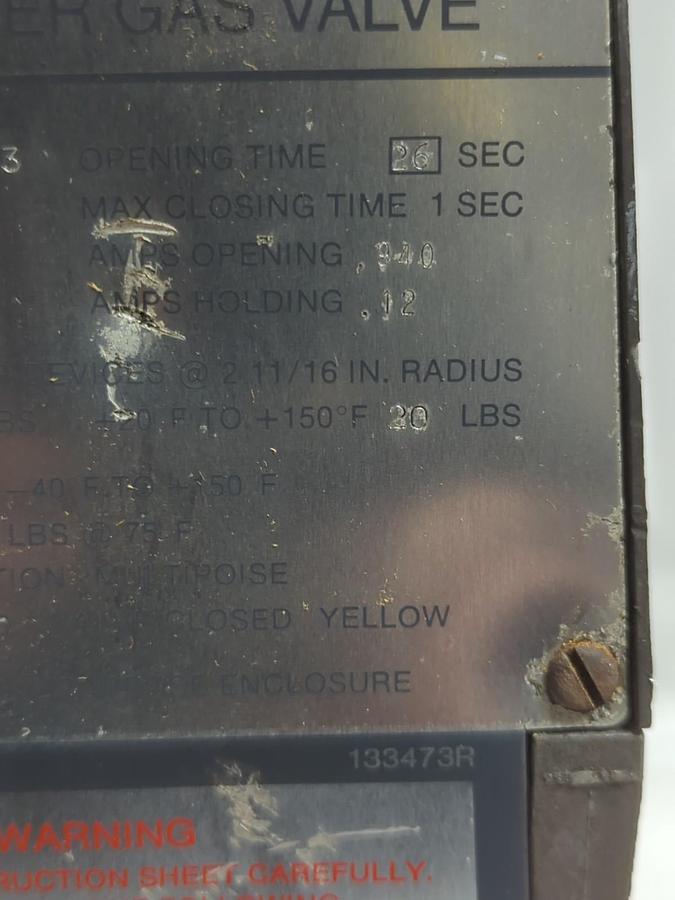 ER GAS VALVE
3 OPENING TIME 26 SEC
MAX CLOSING TIME 1 SEC
AMPS OPENING .940
AMPS HOLDING .12
EVICES @ 2 11/16 IN. RADIUS
BS +20 F TO +150°F 20 LBS
-40 F TO +150 F
LBS @ 75 F
TION MULTIPOISE
CLOSED YELLOW
ENCLOSURE
133473R
WARNING
RUCTION SHEET CAREFULLY.